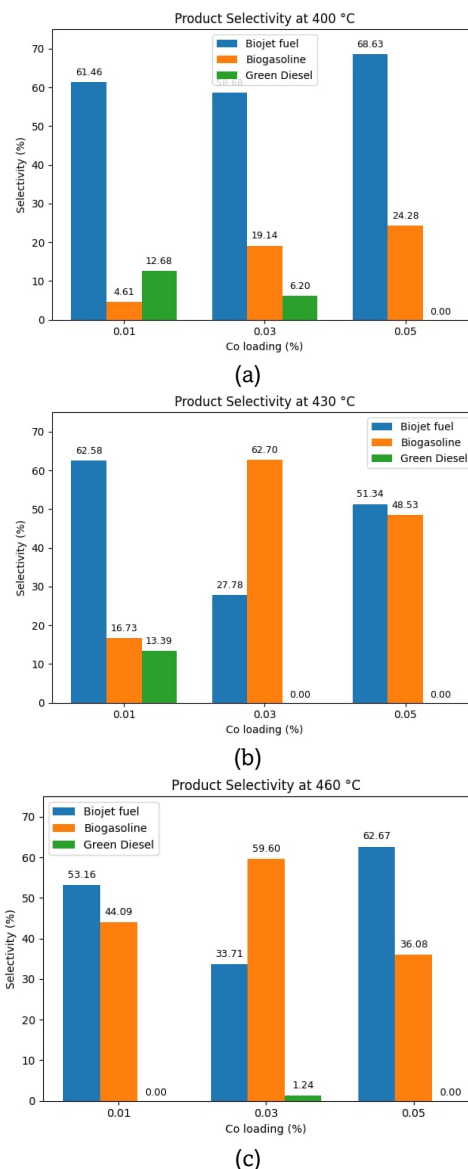 Product Selectivity at 400 °C
Biojet fuel
Biogasoline
Green Diesel
Selectivity (%)
70
60
50
40
30
20
10
0
61.46
4.61
12.68
58.68
19.14
6.20
68.63
24.28
0.00
0.01
0.03
0.05
Co loading (%)
(a)
Product Selectivity at 430 °C
Biojet fuel
Biogasoline
Green Diesel
Selectivity (%)
70
60
50
40
30
20
10
0
62.58
16.73
13.39
27.78
62.70
0.00
51.34
48.53
0.00
0.01
0.03
0.05
Co loading (%)
(b)
Product Selectivity at 460 °C
Biojet fuel
Biogasoline
Green Diesel
Selectivity (%)
70
60
50
40
30
20
10
0
53.16
44.09
0.00
33.71
59.60
1.24
62.67
36.08
0.00
0.01
0.03
0.05
Co loading (%)
(c)